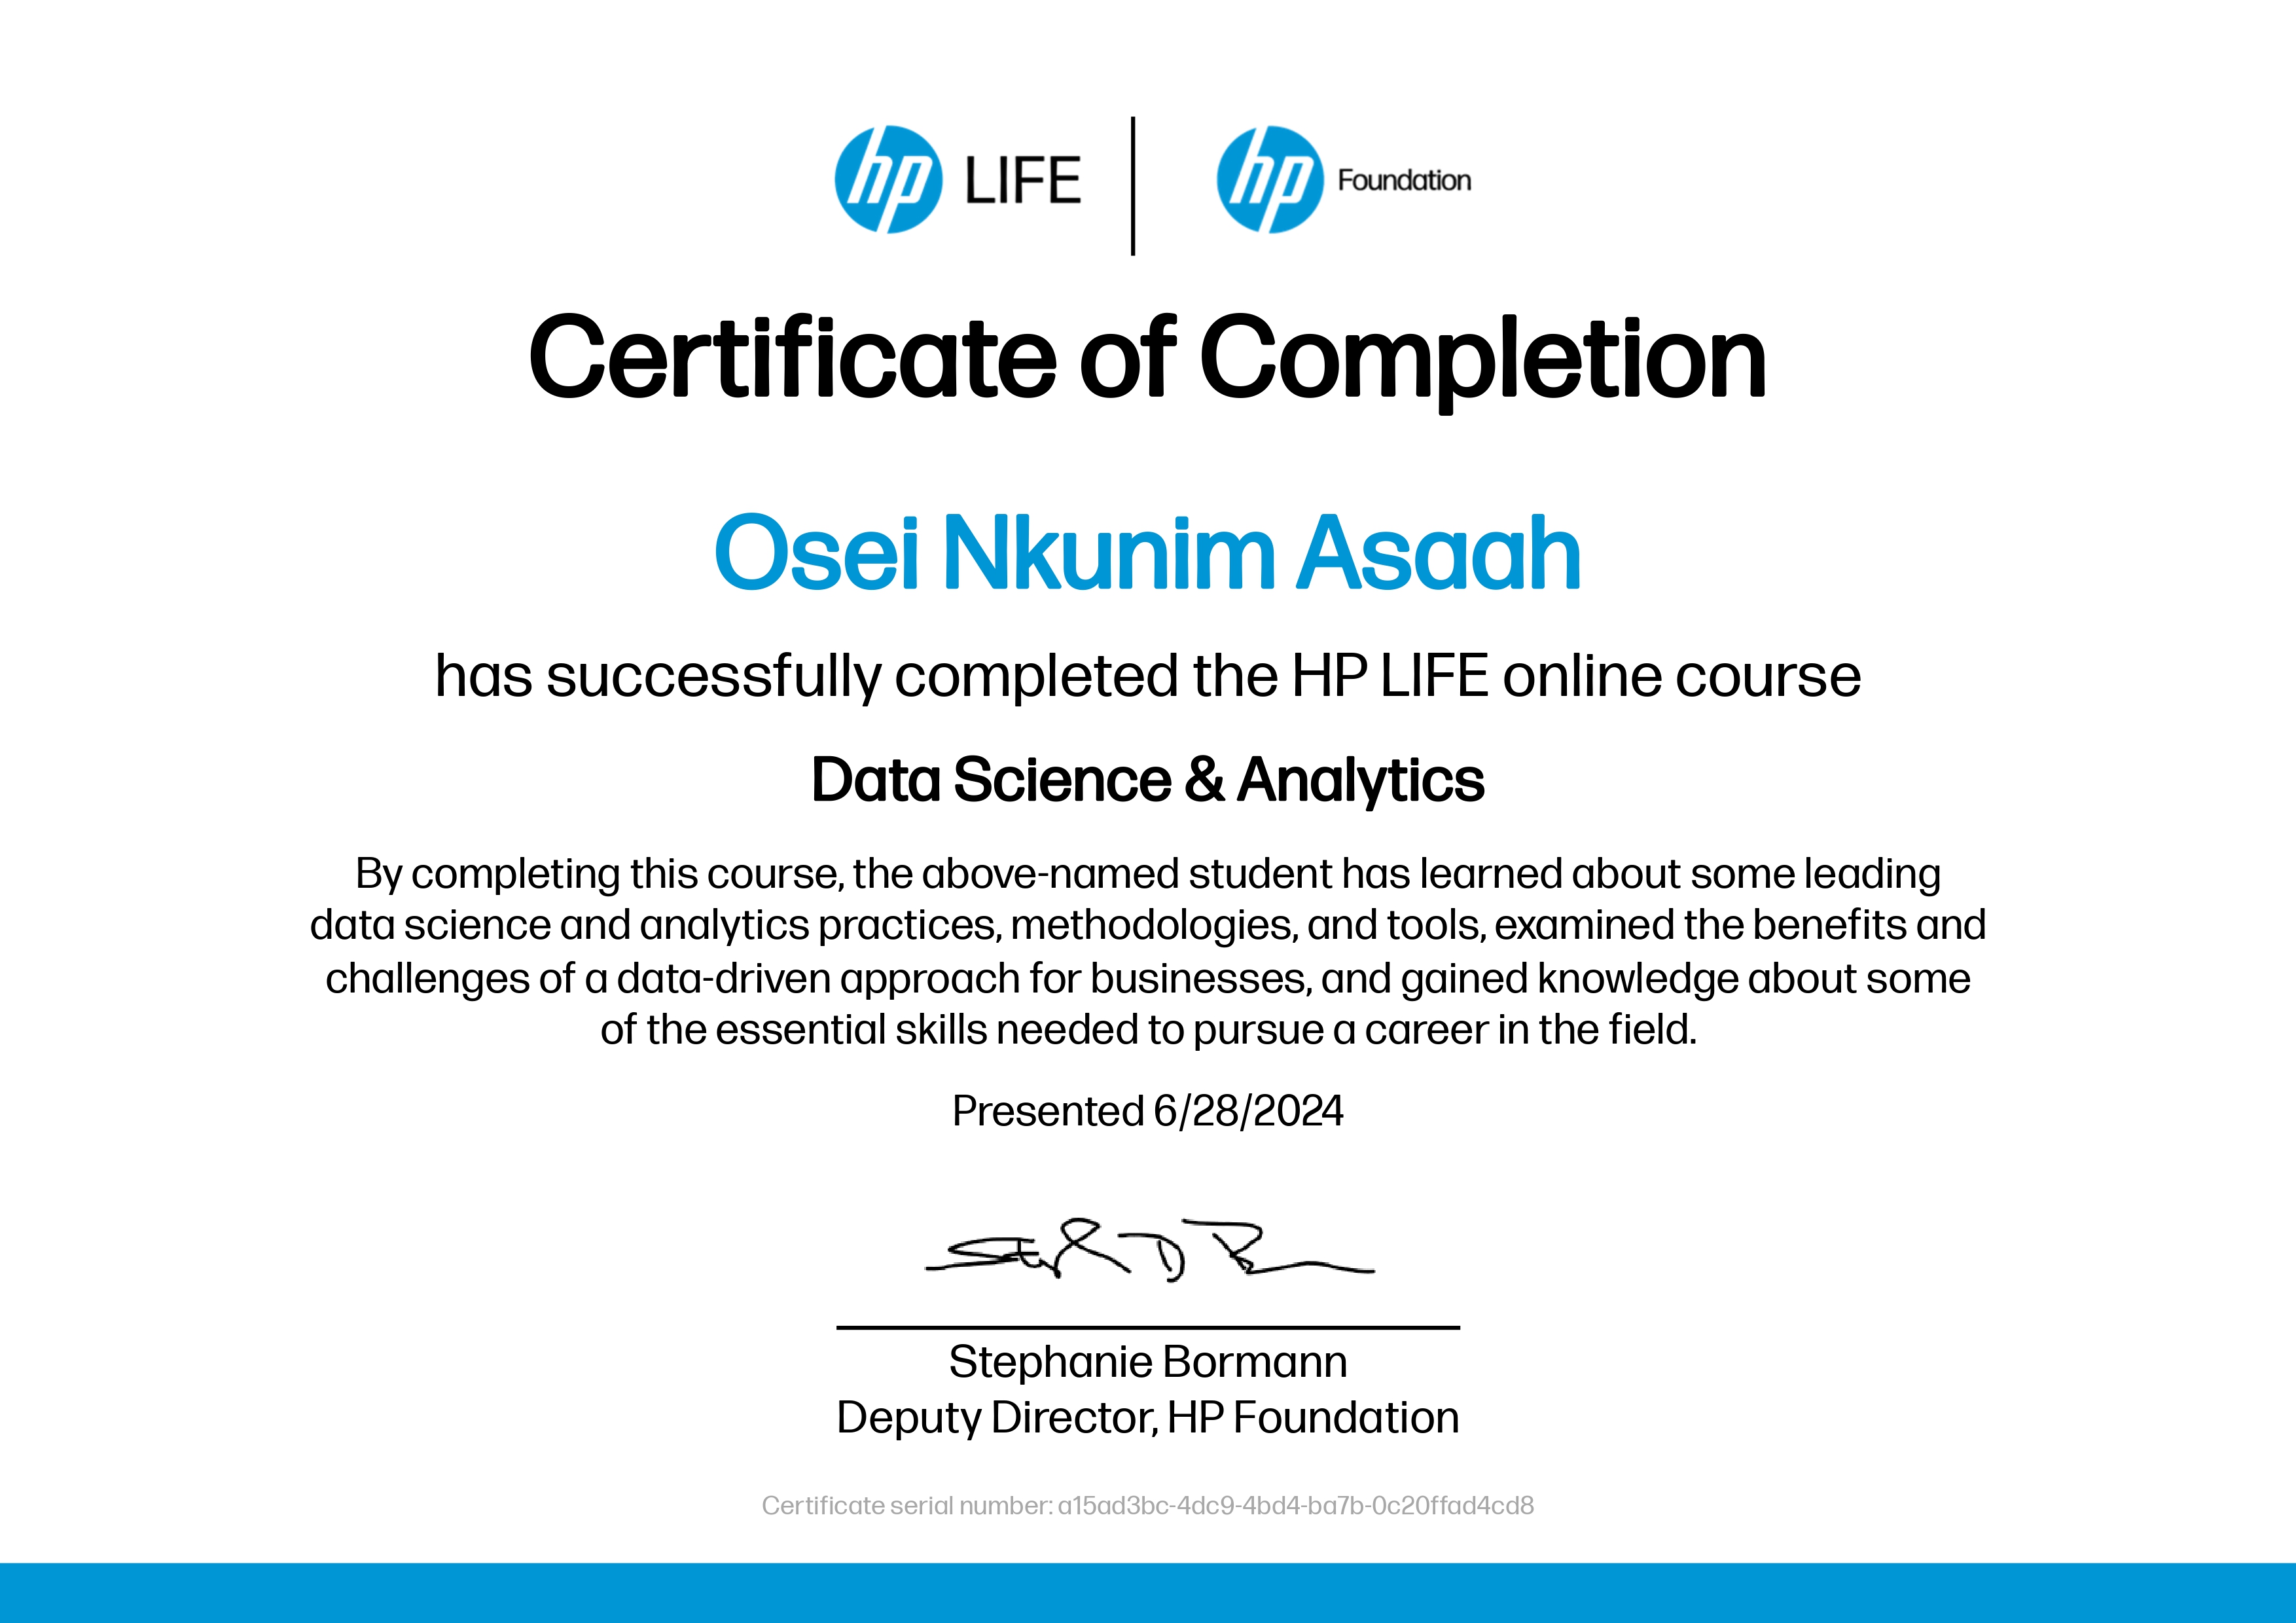 hp LIFE hp Foundation
Certificate of Completion
Osei Nkunim Asaah
has successfully completed the HP LIFE online course
Data Science & Analytics
By completing this course, the above-named student has learned about some leading
data science and analytics practices, methodologies, and tools, examined the benefits and
challenges of a data-driven approach for businesses, and gained knowledge about some
of the essential skills needed to pursue a career in the field.
Presented 6/28/2024
Stephanie Bormann
Deputy Director, HP Foundation
Certificate serial number: a15ad3bc-4dc9-4bd4-ba7b-0c20ffad4cd8